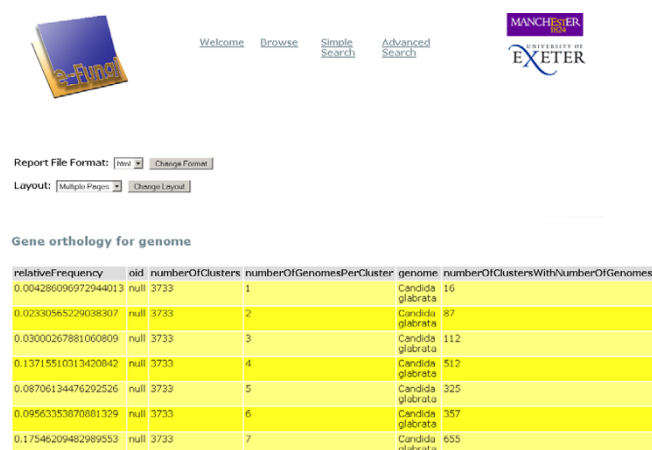 MANCHESTER
1824
UNIVERSITY OF
EXETER
e-Fungi
Welcome Browse Simple Search Advanced Search
Report File Format: html Change Format
Layout: Multiple Pages Change Layout
Gene orthology for genome
relativeFrequency oid numberOfClusters numberOfGenomesPerCluster genome numberOfClustersWithNumberOfGenomes
0.004286096972944013 null 3733 1 Candida glabrata 16
0.02330565229038307 null 3733 2 Candida glabrata 87
0.03000267881060809 null 3733 3 Candida glabrata 112
0.13715510313420842 null 3733 4 Candida glabrata 512
0.08706134476292526 null 3733 5 Candida glabrata 325
0.09563353870881329 null 3733 6 Candida glabrata 357
0.17546209482989553 null 3733 7 Candida glabrata 655